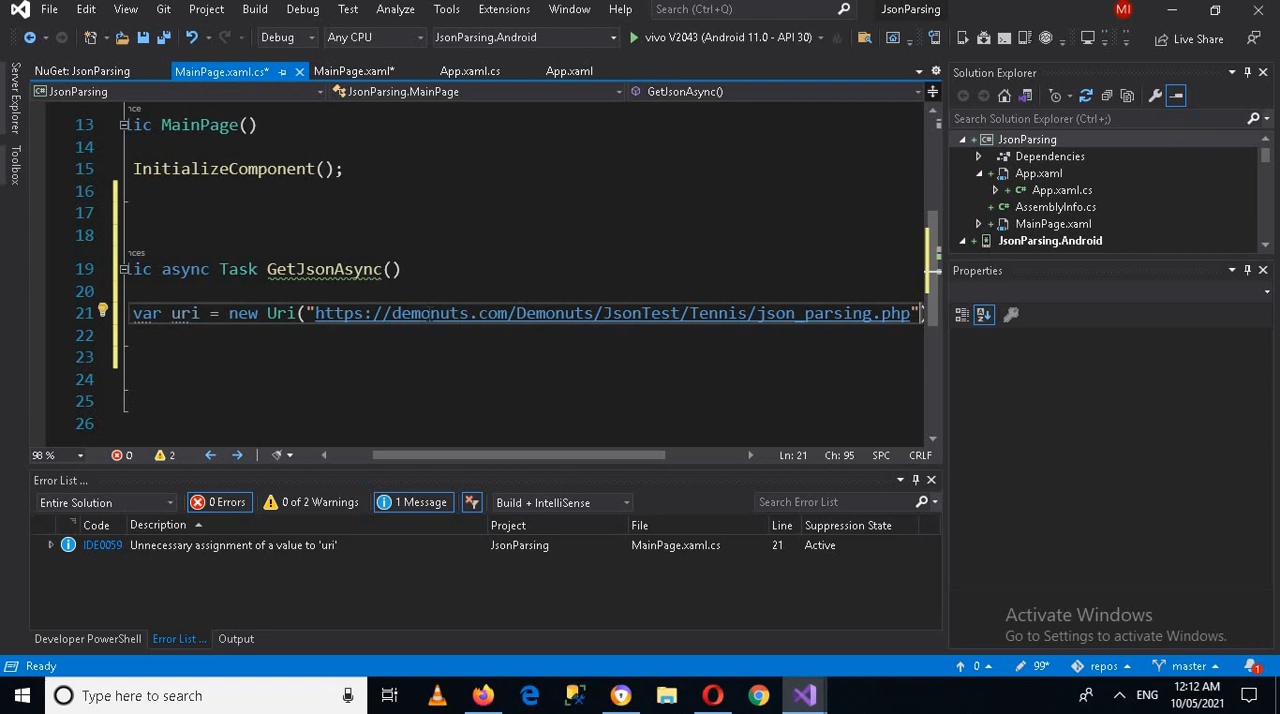 File Edit View Git Project Build Debug Test Analyze Tools Extensions Window Help Search (Ctrl+Q) JsonParsing MI
Debug Any CPU JsonParsing.Android vivo V2043 (Android 11.0 - API 30) Live Share
Server Explorer
Toolbox
NuGet: JsonParsing MainPage.xaml.cs* MainPage.xaml* App.xaml.cs App.xaml
JsonParsing JsonParsing.MainPage GetJsonAsync()
nce
13 ic MainPage()
14
15 InitializeComponent();
16
17
18
nces
19 ic async Task GetJsonAsync()
20
21 var uri = new Uri("https://demonuts.com/Demonuts/JsonTest/Tennis/json_parsing.php")
22
23
24
25
26
98 % 0 2 Ln: 21 Ch: 95 SPC CRLF
Error List ...
Entire Solution 0 Errors 0 of 2 Warnings 1 Message Build + IntelliSense Search Error List
Code Description Project File Line Suppression State
IDE0059 Unnecessary assignment of a value to 'uri' JsonParsing MainPage.xaml.cs 21 Active
Developer PowerShell Error List ... Output
Solution Explorer
Search Solution Explorer (Ctrl+;)
JsonParsing
Dependencies
App.xaml
App.xaml.cs
AssemblyInfo.cs
MainPage.xaml
JsonParsing.Android
Properties
Activate Windows
Go to Settings to activate Windows.
Ready 0 99* repos master 1
Type here to search ENG 12:12 AM
10/05/2021